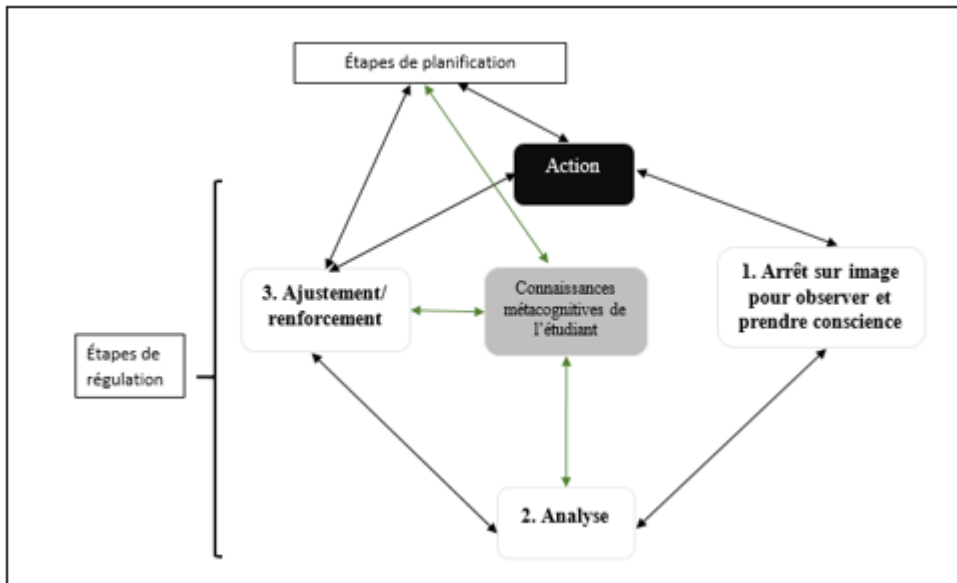 Étapes de planification
Action
1. Arrêt sur image
pour observer et
prendre conscience
3. Ajustement/
renforcement
Connaissances
métacognitives de
l'étudiant
Étapes de
régulation
2. Analyse